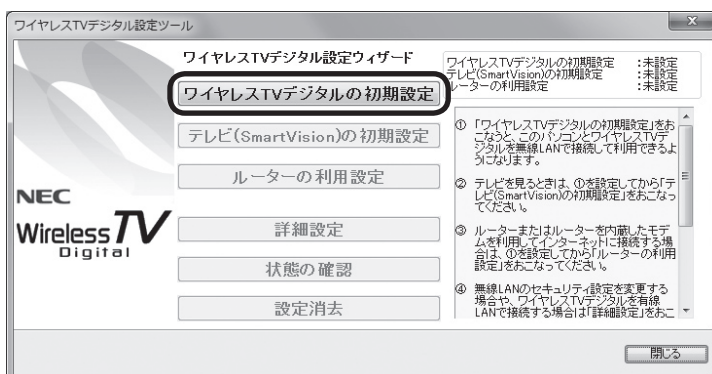 ワイヤレスTVデジタル設定ツール
ワイヤレスTVデジタル設定ウィザード
ワイヤレスTVデジタルの初期設定
テレビ(SmartVision)の初期設定
ルーターの利用設定
詳細設定
状態の確認
設定消去
NEC
Wireless TV
Digital
ワイヤレスTVデジタルの初期設定 :未設定
テレビ(SmartVision)の初期設定 :未設定
ルーターの利用設定 :未設定
① 「ワイヤレスTVデジタルの初期設定」をお
こなうと、このパソコンとワイヤレスTVデ
ジタルを無線LANで接続して利用できるよ
うになります。
② テレビを見るときは、①を設定してから「テ
レビ(SmartVision)の初期設定」をおこなっ
てください。
③ ルーターまたはルーターを内蔵したモデ
ムを利用してインターネットに接続する場
合は、①を設定してから「ルーターの利用
設定」をおこなってください。
④ 無線LANのセキュリティ設定を変更する
場合や、ワイヤレスTVデジタルを有線
LANで接続する場合は「詳細設定」をおこ
閉じる